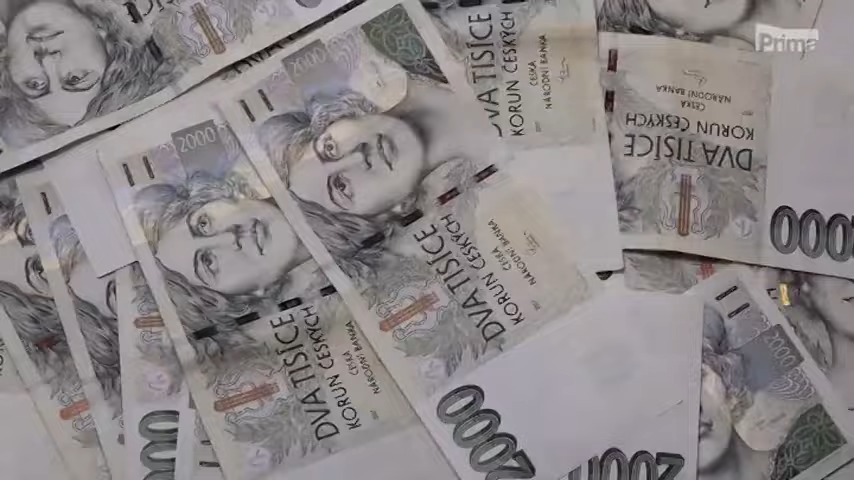 Prima
2000
2000
DVA TISÍCE
KORUN ČESKÝCH
ČESKÁ
NÁRODNÍ BANKA
DVA TISÍCE
KORUN ČESKÝCH
ČESKÁ
NÁRODNÍ BANKA
2000
DVA TISÍCE
KORUN ČESKÝCH
ČESKÁ
NÁRODNÍ BANKA
DVA TISÍCE
KORUN ČESKÝCH
ČESKÁ
NÁRODNÍ BANKA
2000
2000